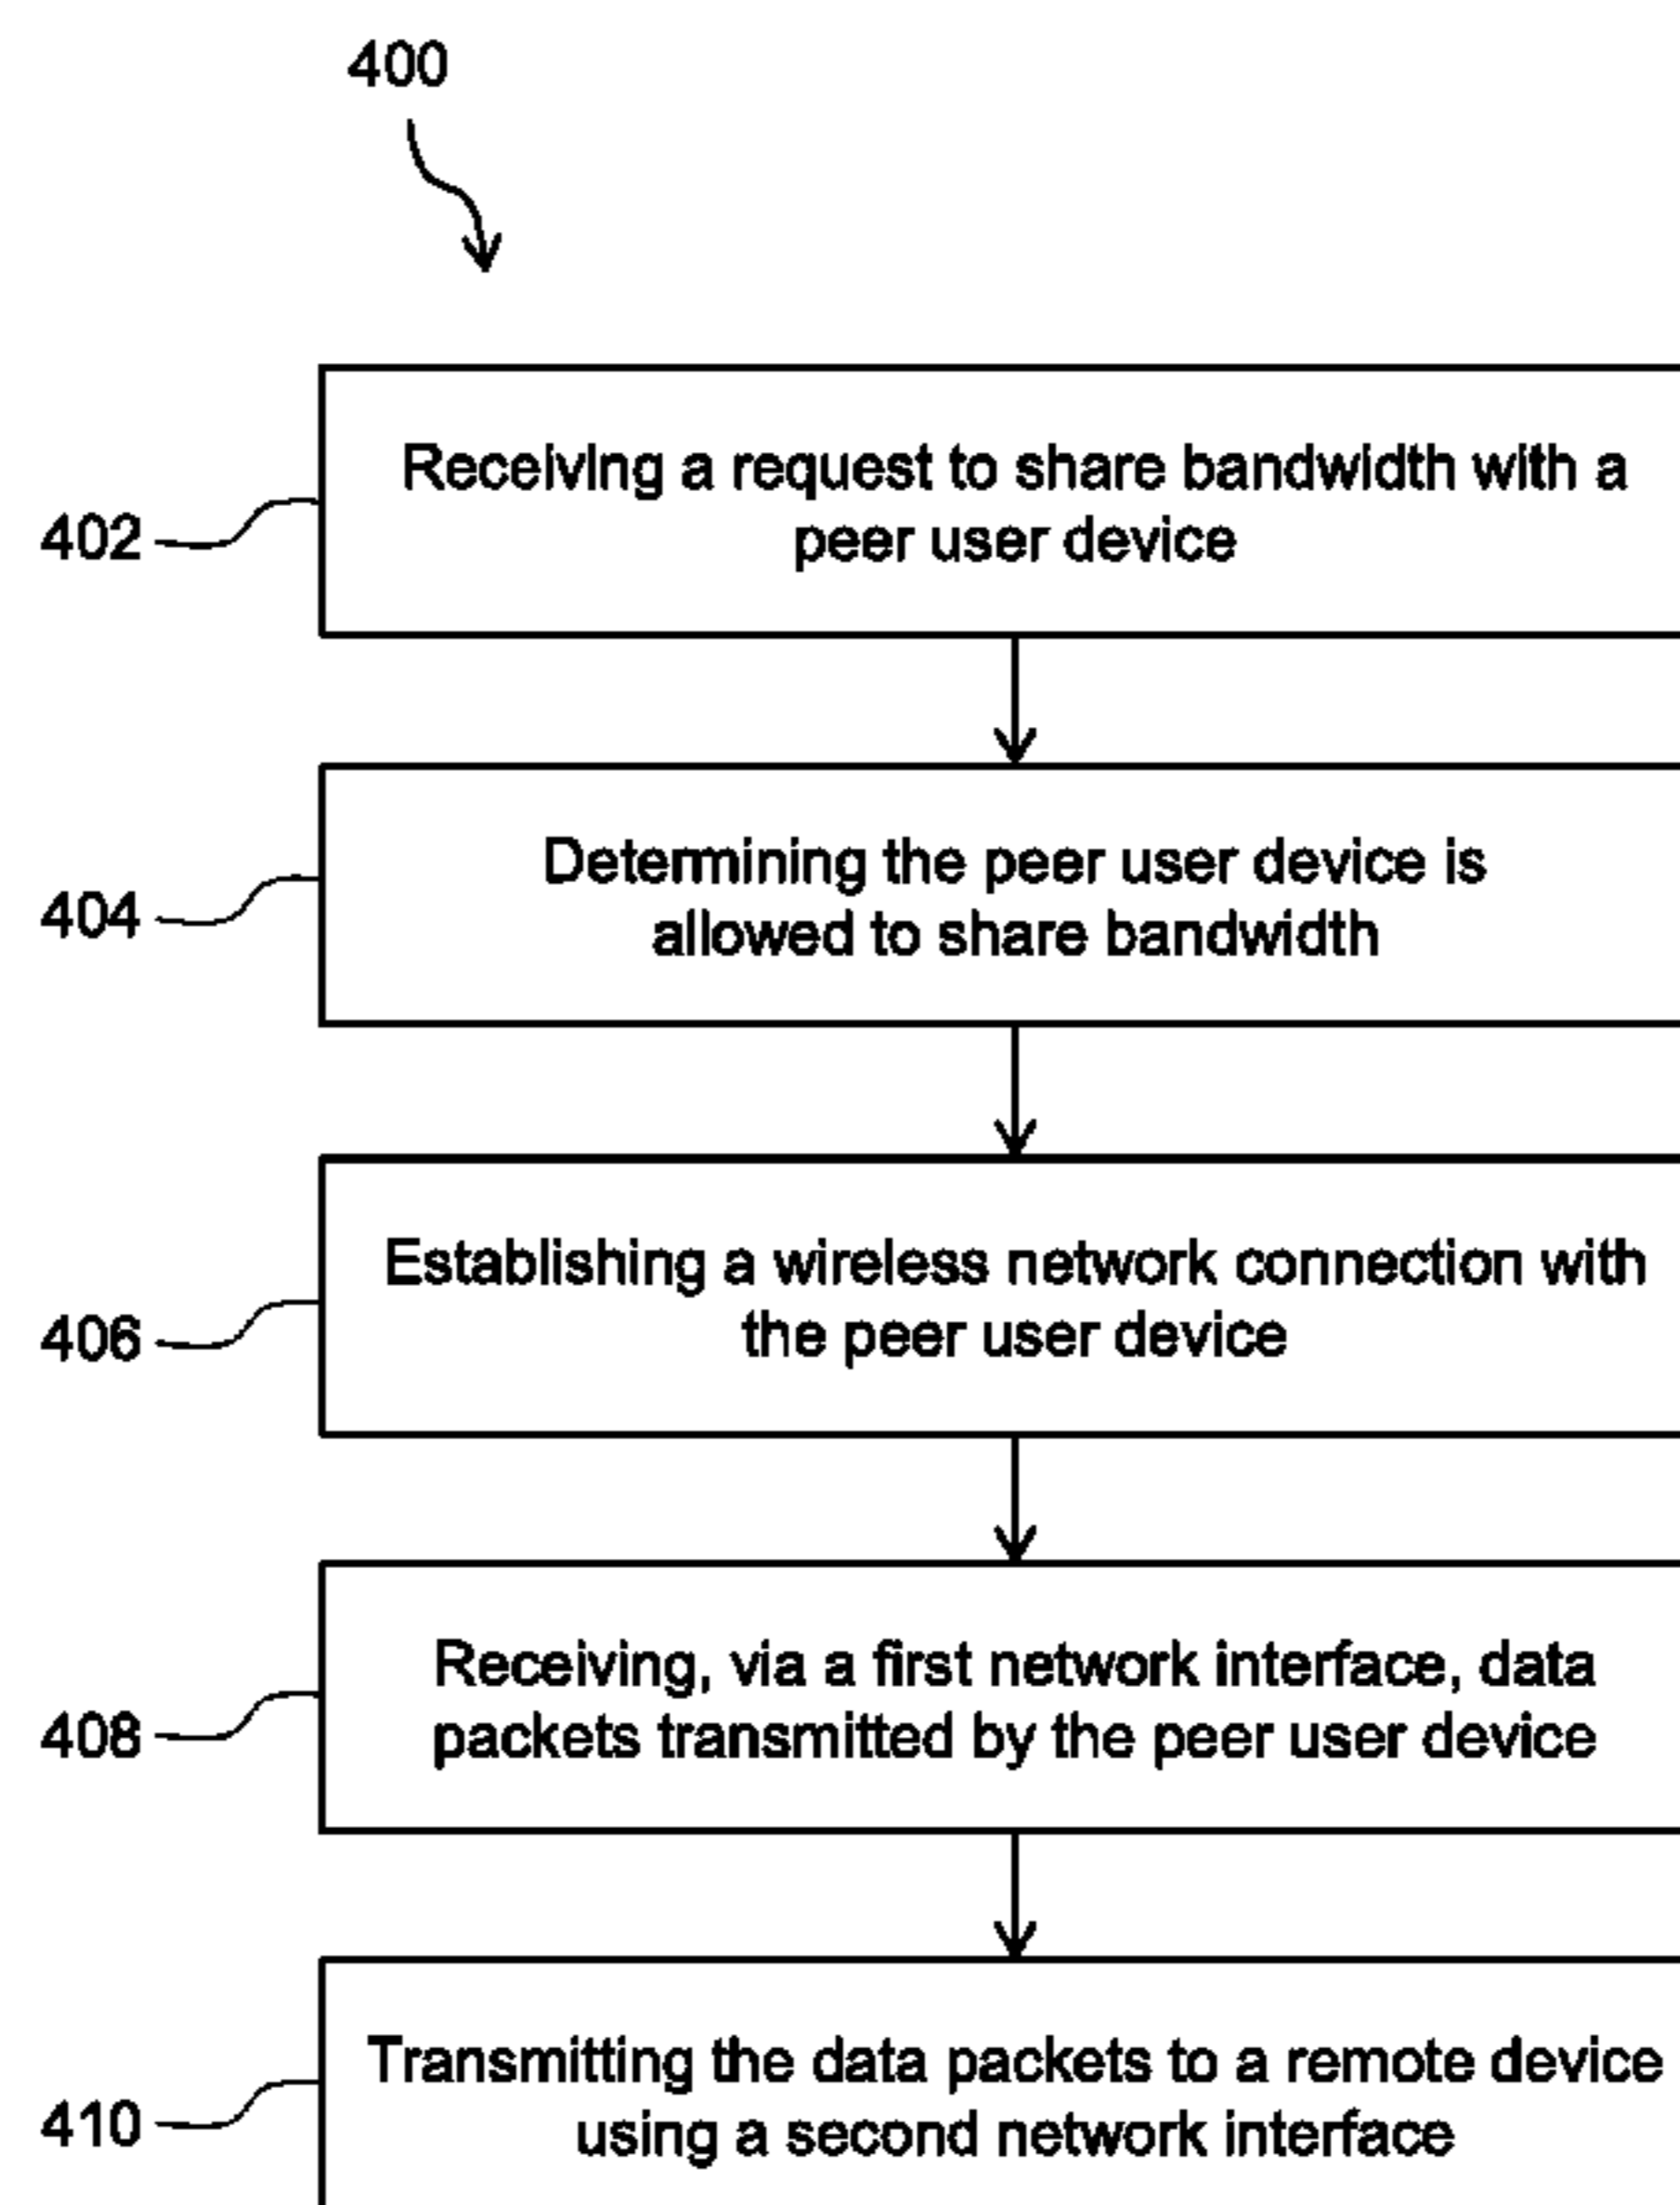 400
402
Receiving a request to share bandwidth with a
peer user device
404
Determining the peer user device is
allowed to share bandwidth
406
Establishing a wireless network connection with
the peer user device
408
Receiving, via a first network interface, data
packets transmitted by the peer user device
410
Transmitting the data packets to a remote device
using a second network interface